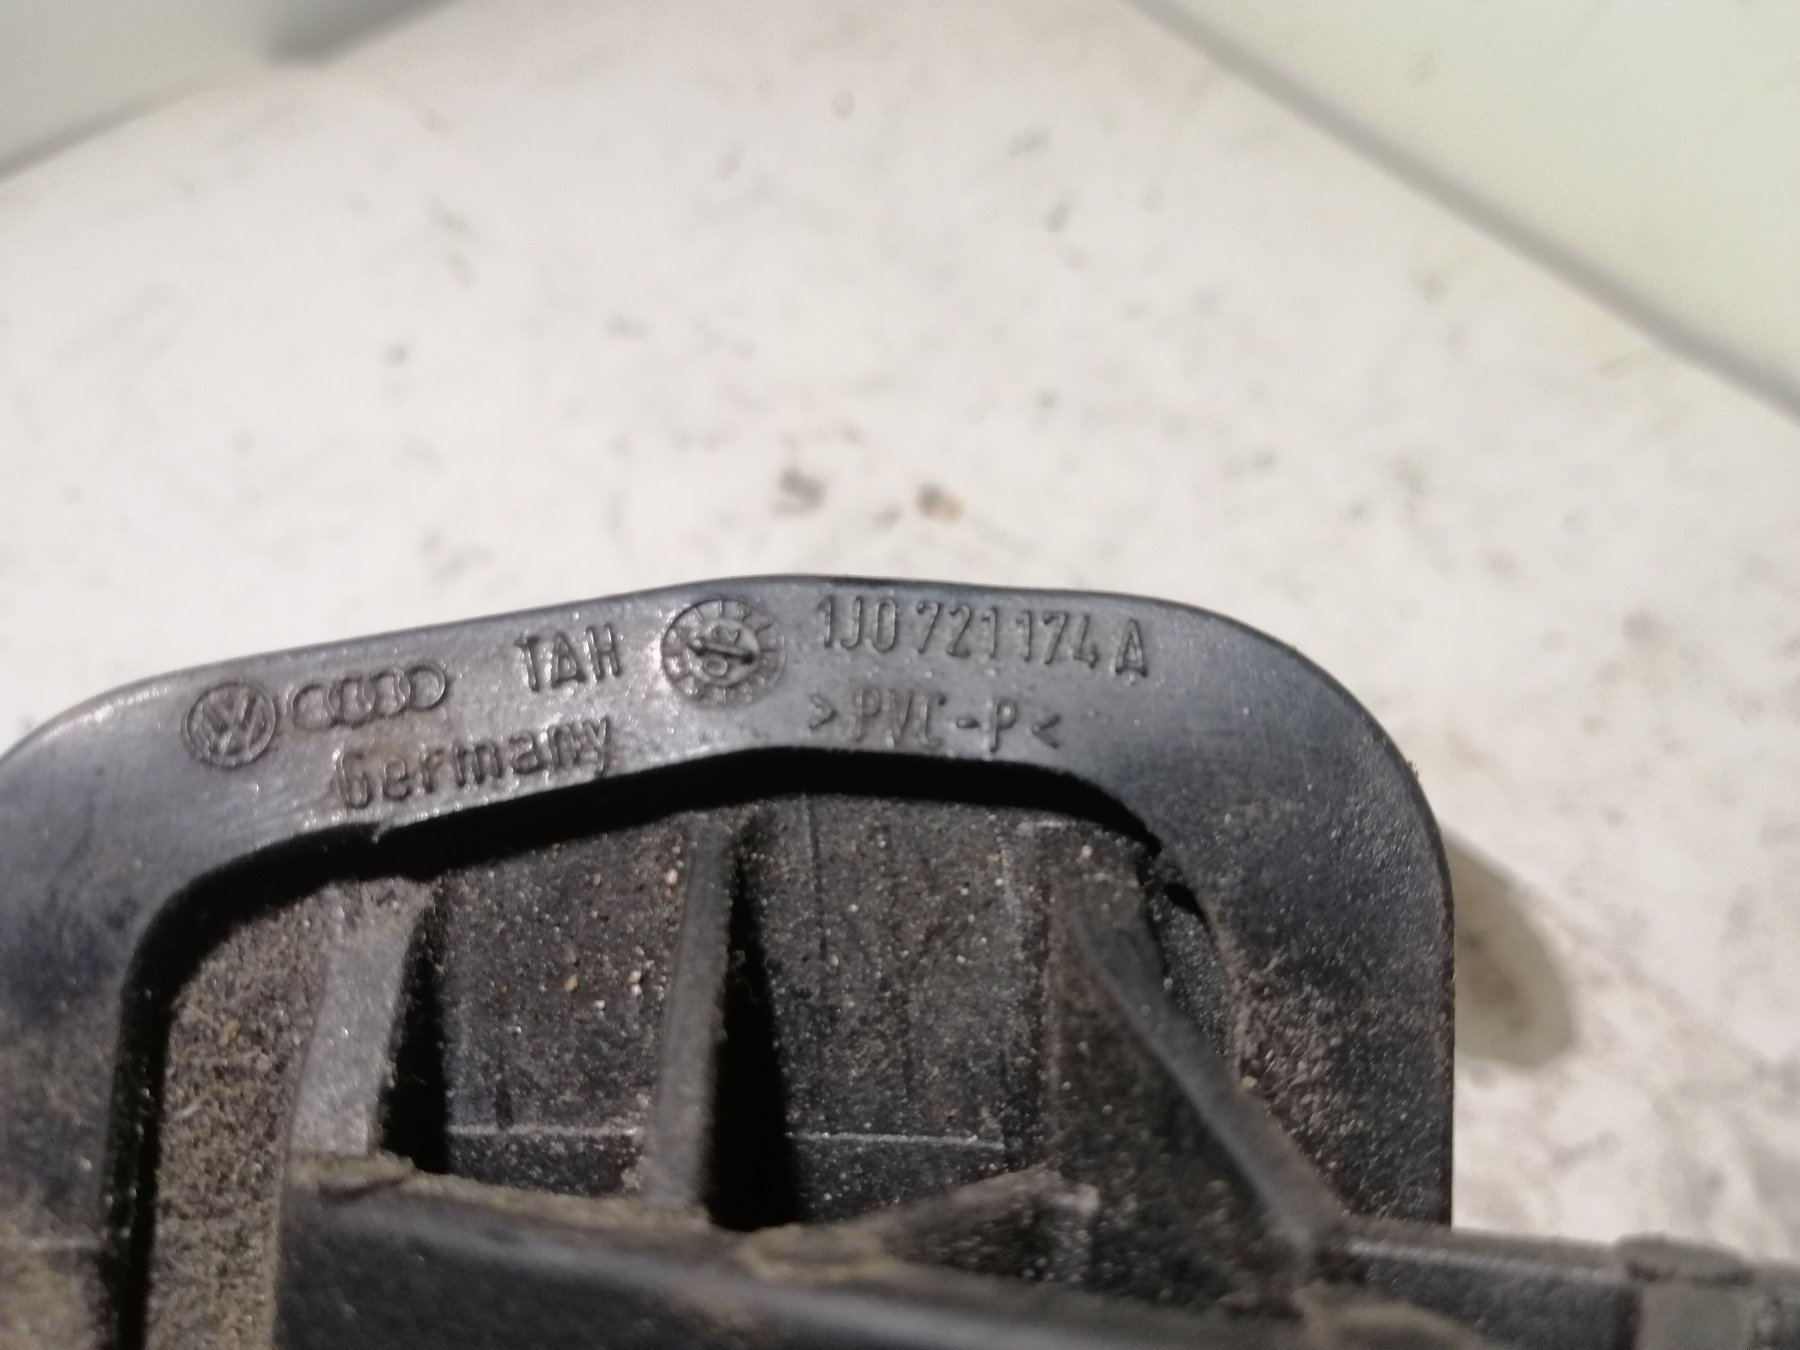 TAH 1J0 721 174 A
Germany >PVC-P<